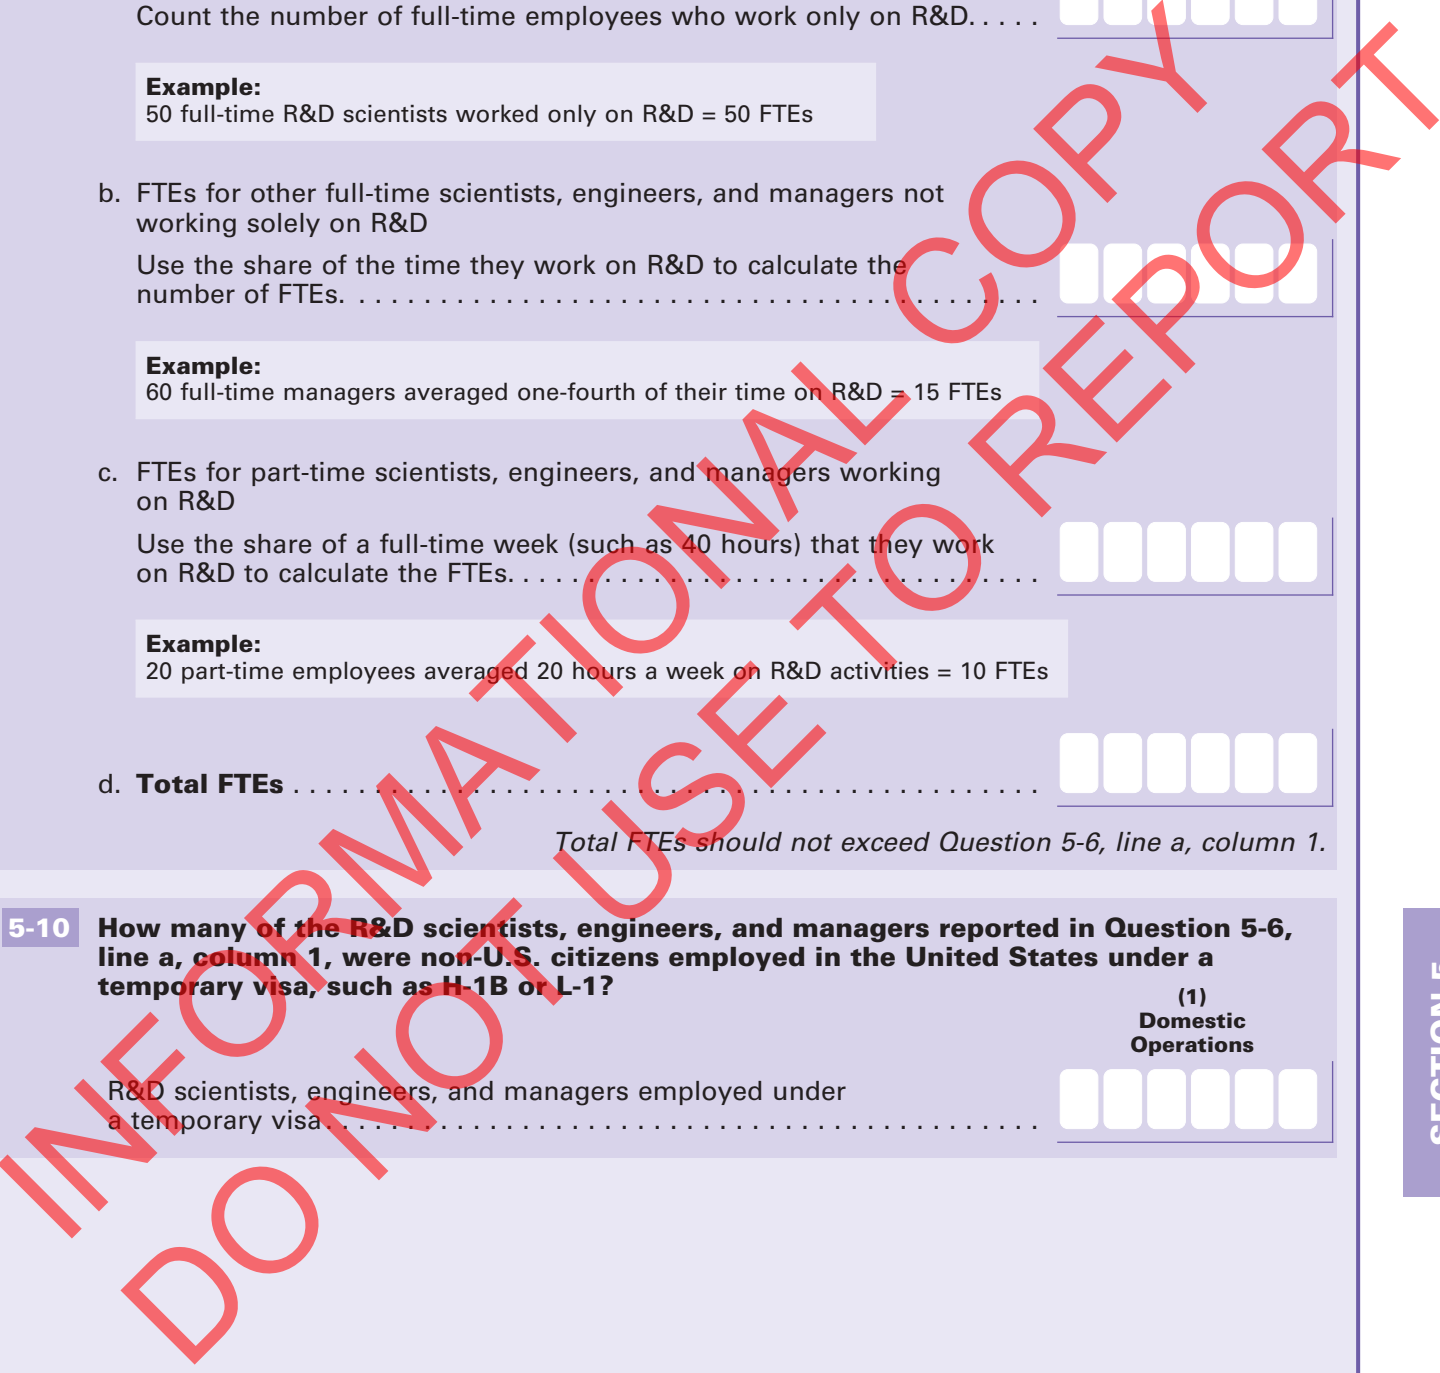 Count the number of full-time employees who work only on R&D. . . . .
Example:
50 full-time R&D scientists worked only on R&D = 50 FTEs
b. FTEs for other full-time scientists, engineers, and managers not
working solely on R&D
Use the share of the time they work on R&D to calculate the
number of FTEs. . . . . . . . . . . . . . . . . . . . . . . . . . . . . . . . . . . . . . . . . . .
Example:
60 full-time managers averaged one-fourth of their time on R&D = 15 FTEs
c. FTEs for part-time scientists, engineers, and managers working
on R&D
Use the share of a full-time week (such as 40 hours) that they work
on R&D to calculate the FTEs. . . . . . . . . . . . . . . . . . . . . . . . . . . . . . . . .
Example:
20 part-time employees averaged 20 hours a week on R&D activities = 10 FTEs
d. Total FTEs . . . . . . . . . . . . . . . . . . . . . . . . . . . . . . . . . . . . . . . . . . . . . .
Total FTEs should not exceed Question 5-6, line a, column 1.
5-10 How many of the R&D scientists, engineers, and managers reported in Question 5-6,
line a, column 1, were non-U.S. citizens employed in the United States under a
temporary visa, such as H-1B or L-1?
(1)
Domestic
Operations
R&D scientists, engineers, and managers employed under
a temporary visa. . . . . . . . . . . . . . . . . . . . . . . . . . . . . . . . . . . . . . . . . . . .
INFORMATIONAL COPY
DO NOT USE TO REPORT
SECTION 5